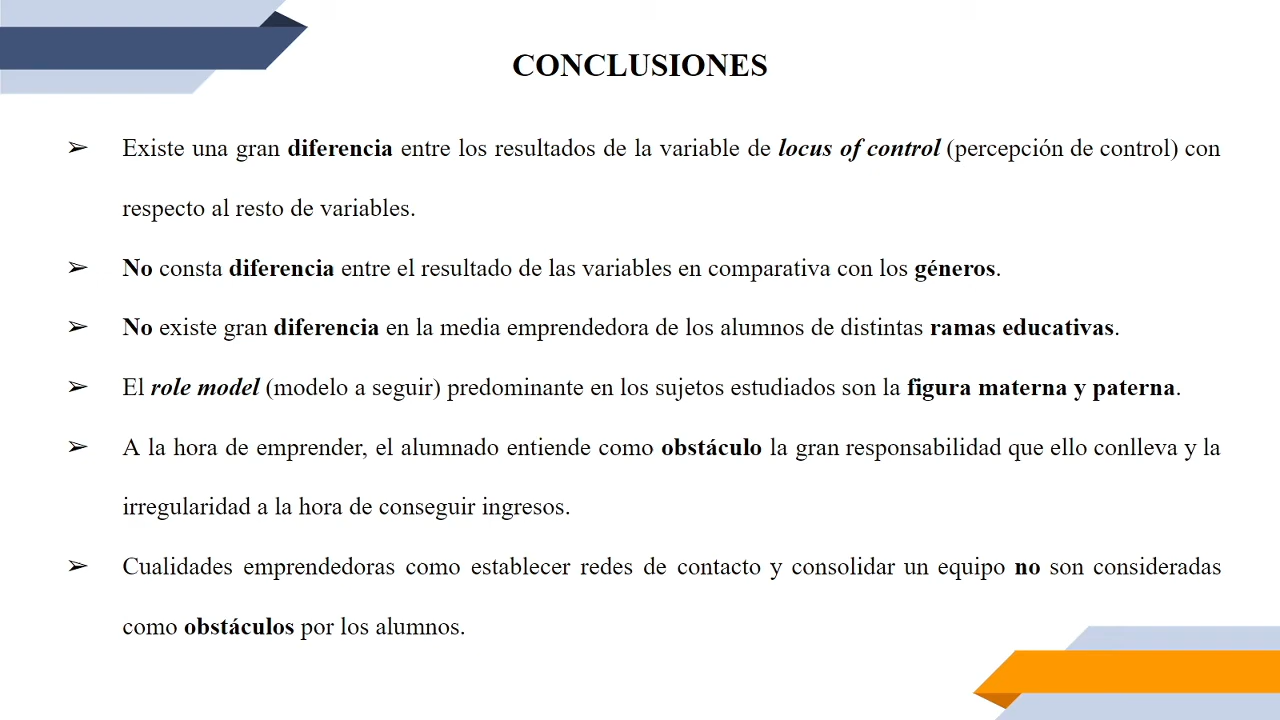 CONCLUSIONES
➢ Existe una gran diferencia entre los resultados de la variable de locus of control (percepción de control) con
respecto al resto de variables.
➢ No consta diferencia entre el resultado de las variables en comparativa con los géneros.
➢ No existe gran diferencia en la media emprendedora de los alumnos de distintas ramas educativas.
➢ El role model (modelo a seguir) predominante en los sujetos estudiados son la figura materna y paterna.
➢ A la hora de emprender, el alumnado entiende como obstáculo la gran responsabilidad que ello conlleva y la
irregularidad a la hora de conseguir ingresos.
➢ Cualidades emprendedoras como establecer redes de contacto y consolidar un equipo no son consideradas
como obstáculos por los alumnos.